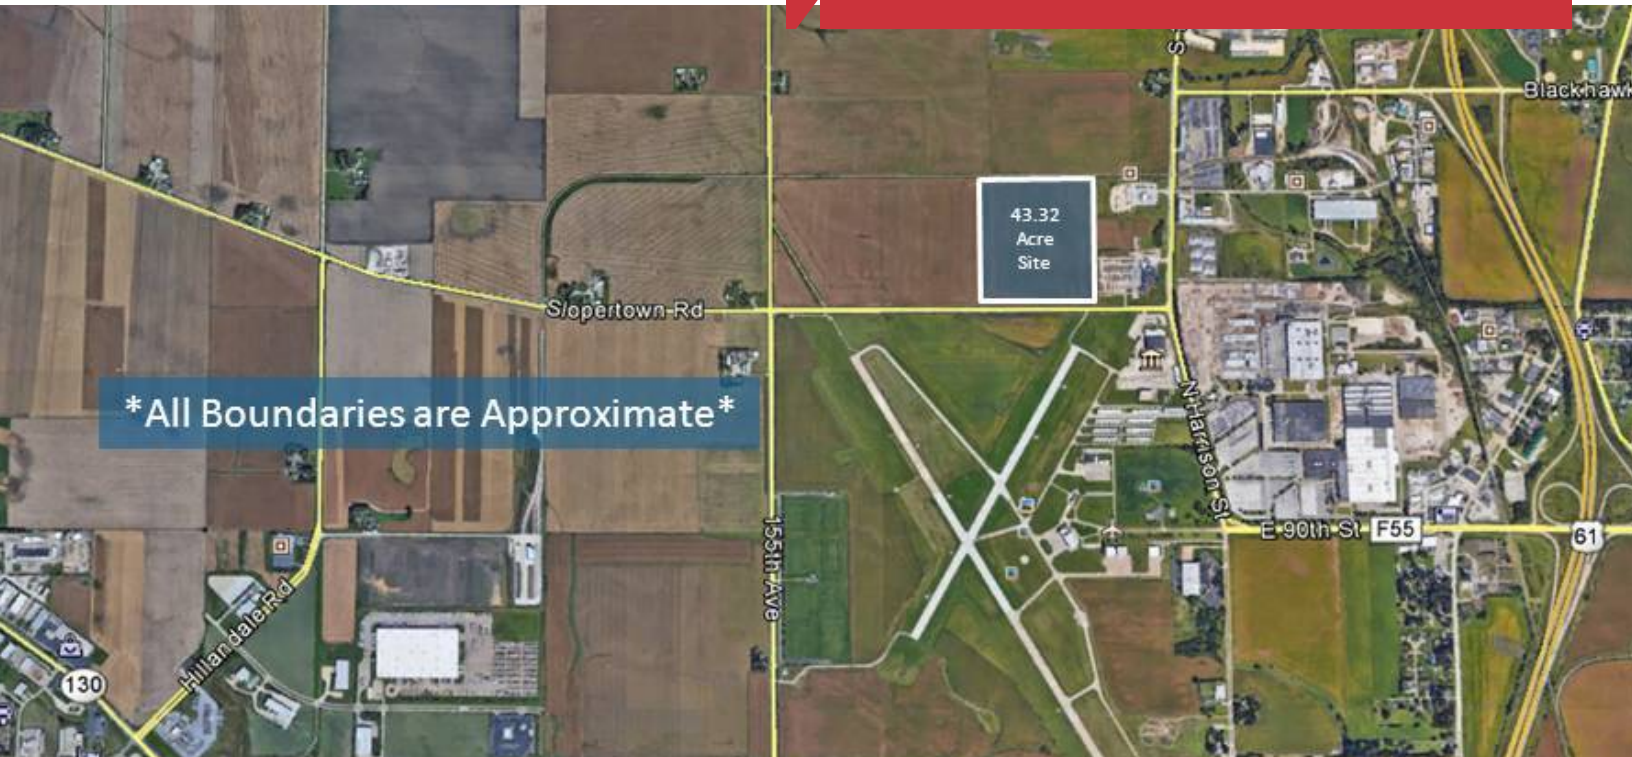 S
Blackhawk
43.32
Acre
Site
Slopertown Rd
*All Boundaries are Approximate*
N Harrison St
155th Ave
E 90th St
F55
61
Hillandale Rd
130